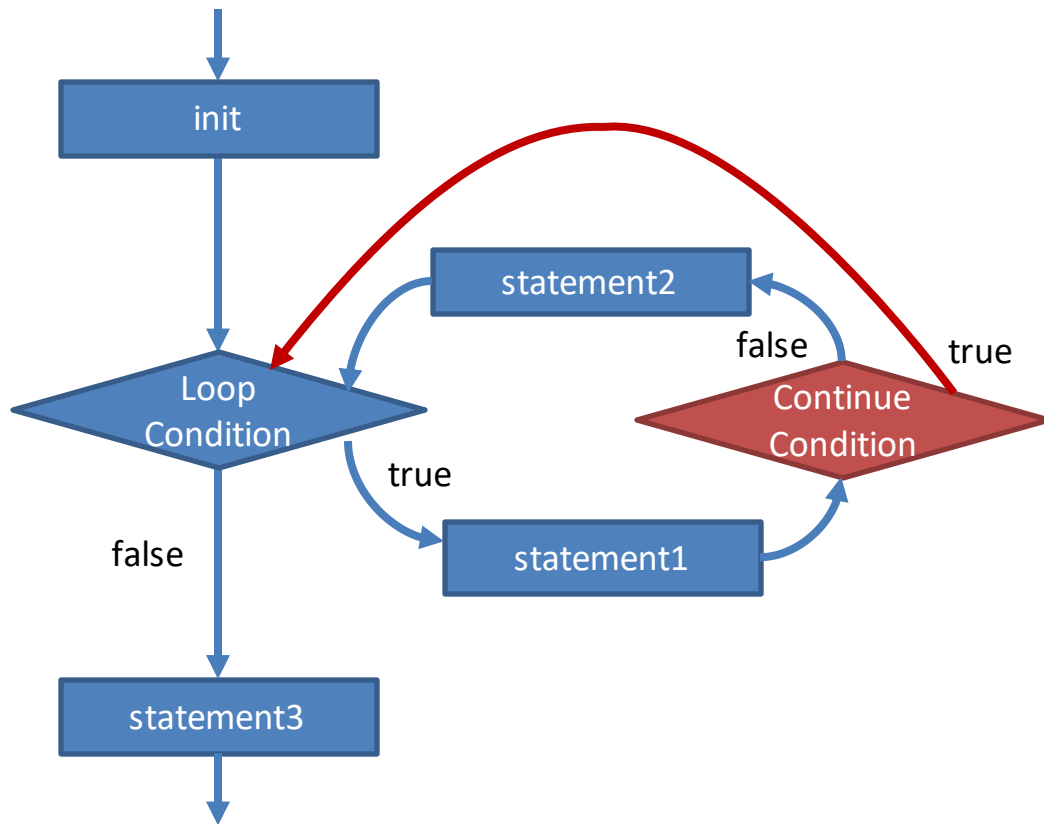 init
statement2
false
true
Loop
Condition
Continue
Condition
true
statement1
false
statement3